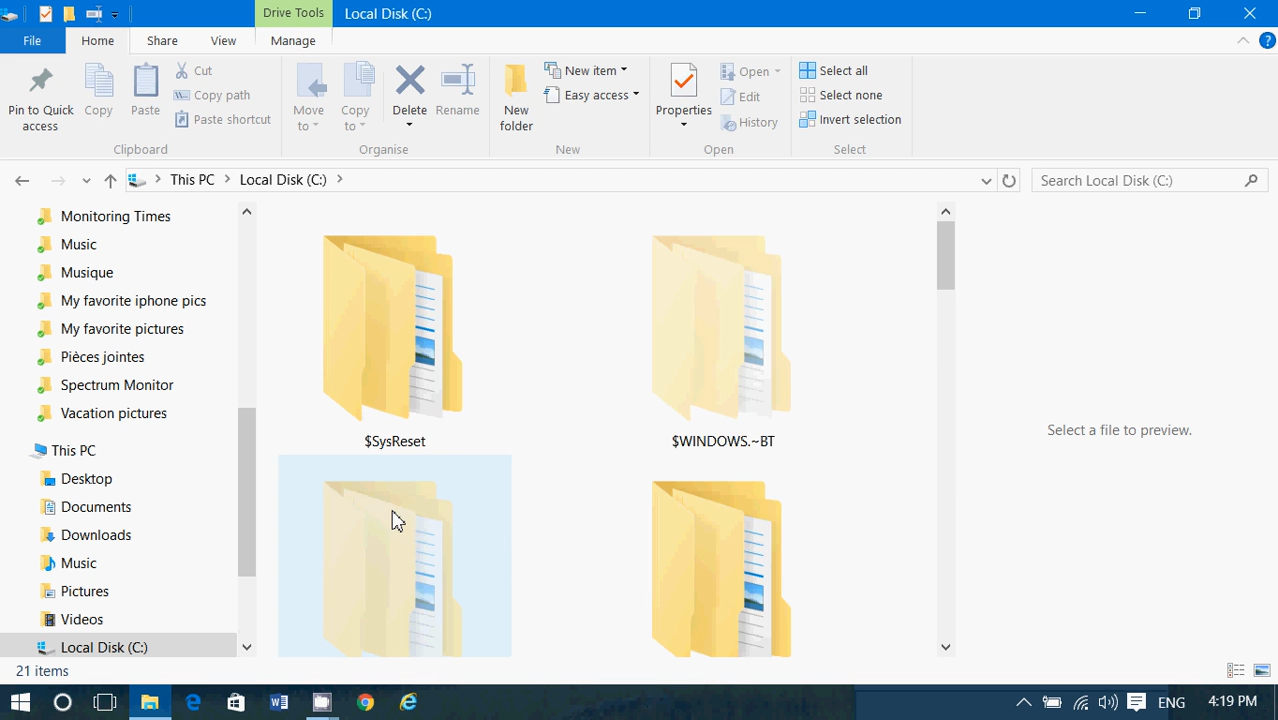 Drive Tools
Local Disk (C:)
File
Home
Share
View
Manage
Pin to Quick access
Copy
Paste
Cut
Copy path
Paste shortcut
Clipboard
Move to
Copy to
Delete
Rename
Organise
New folder
New item
Easy access
New
Properties
Open
Edit
History
Open
Select all
Select none
Invert selection
Select
This PC
Local Disk (C:)
Search Local Disk (C:)
Monitoring Times
Music
Musique
My favorite iphone pics
My favorite pictures
Pièces jointes
Spectrum Monitor
Vacation pictures
This PC
Desktop
Documents
Downloads
Music
Pictures
Videos
Local Disk (C:)
$SysReset
$WINDOWS.~BT
Select a file to preview.
21 items
ENG
4:19 PM